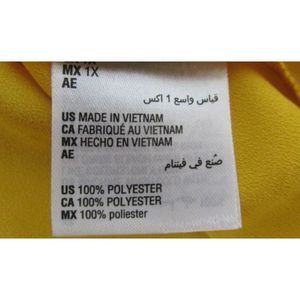 MX 1X
AE قياس واسع 1 اكس
US MADE IN VIETNAM
CA FABRIQUÉ AU VIETNAM
MX HECHO EN VIETNAM
AE صُنع في فيتنام
US 100% POLYESTER
CA 100% POLYESTER
MX 100% poliester